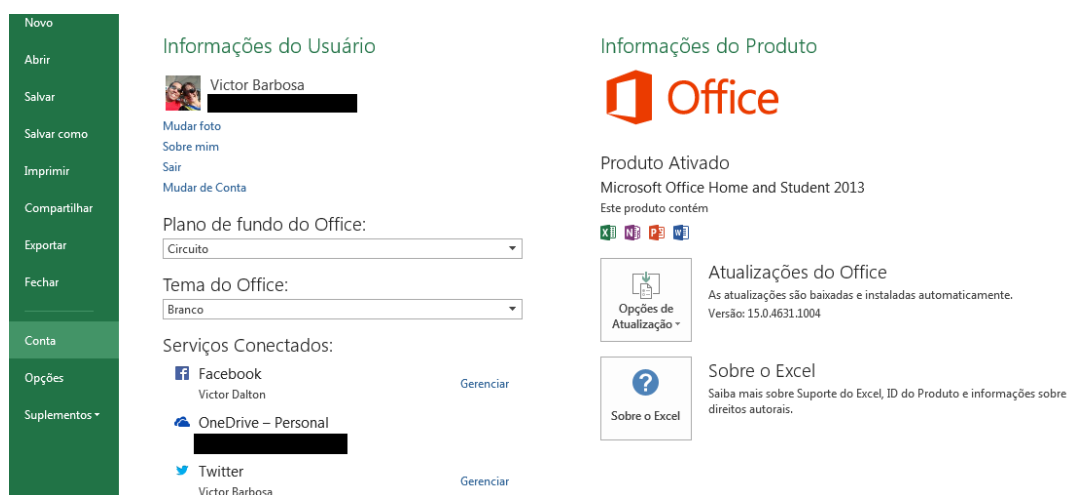 Novo
Abrir
Salvar
Salvar como
Imprimir
Compartilhar
Exportar
Fechar
Conta
Opções
Suplementos
Informações do Usuário
Victor Barbosa
Mudar foto
Sobre mim
Sair
Mudar de Conta
Plano de fundo do Office:
Circuito
Tema do Office:
Branco
Serviços Conectados:
Facebook
Victor Dalton
Gerenciar
OneDrive – Personal
Twitter
Victor Barbosa
Gerenciar
Informações do Produto
Office
Produto Ativado
Microsoft Office Home and Student 2013
Este produto contém
Opções de
Atualização
Atualizações do Office
As atualizações são baixadas e instaladas automaticamente.
Versão: 15.0.4631.1004
Sobre o Excel
Sobre o Excel
Saiba mais sobre Suporte do Excel, ID do Produto e informações sobre
direitos autorais.